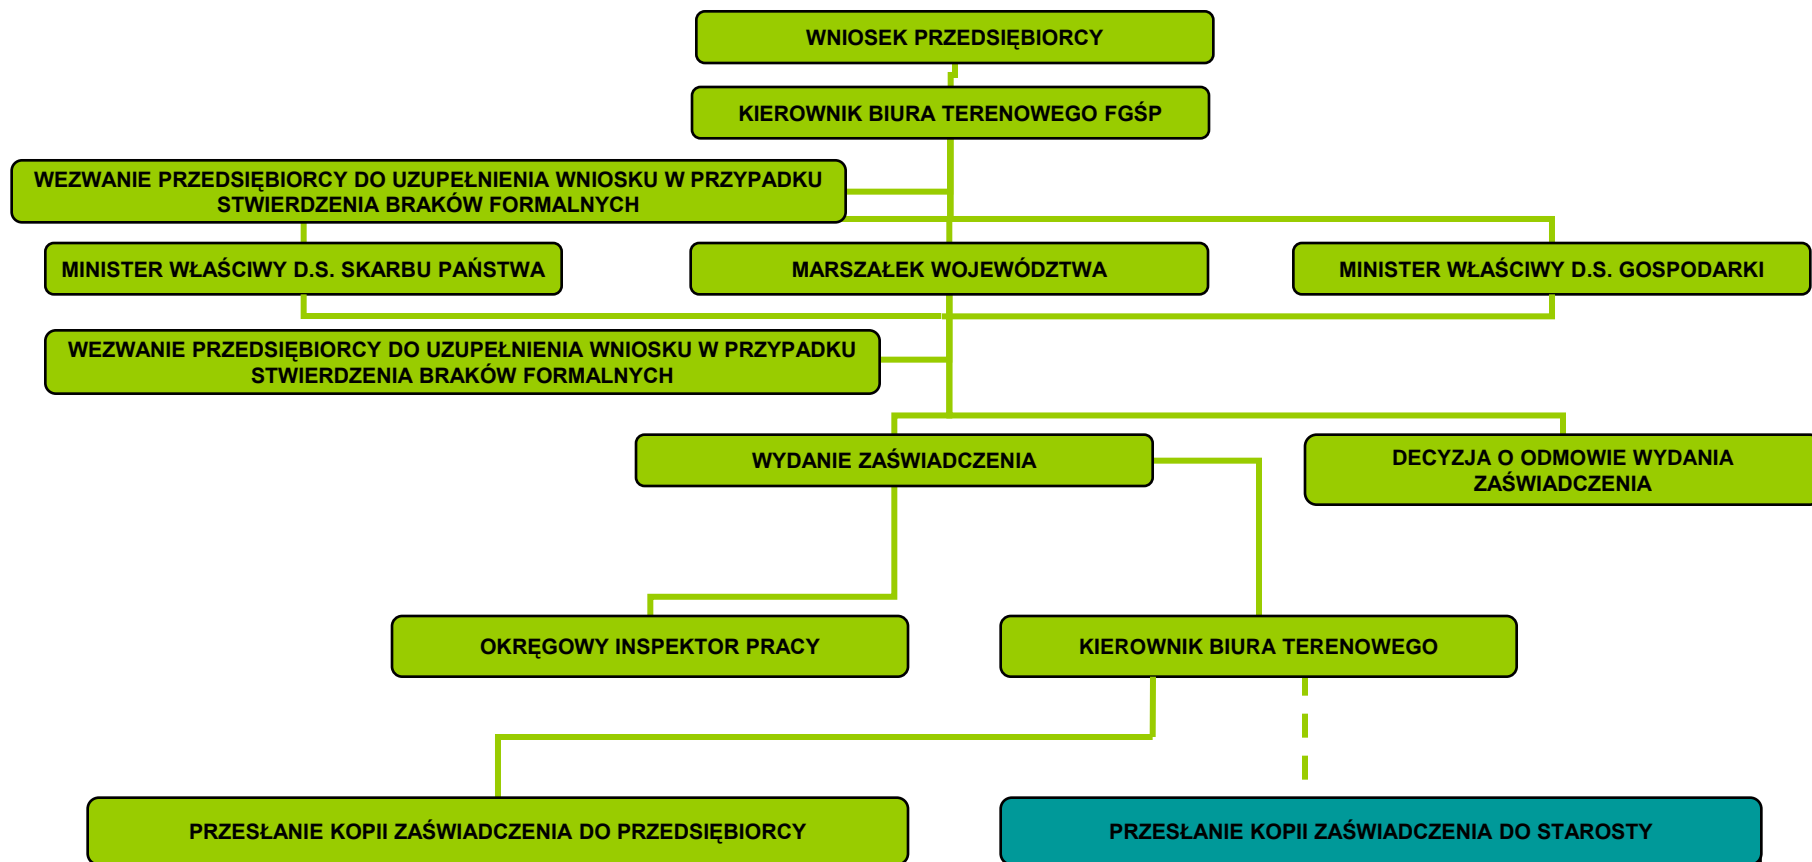 WNIOSEK PRZEDSIĘBIORCY
KIEROWNIK BIURA TERENOWEGO FGŚP
WEZWANIE PRZEDSIĘBIORCY DO UZUPEŁNIENIA WNIOSKU W PRZYPADKU
STWIERDZENIA BRAKÓW FORMALNYCH
MINISTER WŁAŚCIWY D.S. SKARBU PAŃSTWA
MARSZAŁEK WOJEWÓDZTWA
MINISTER WŁAŚCIWY D.S. GOSPODARKI
WEZWANIE PRZEDSIĘBIORCY DO UZUPEŁNIENIA WNIOSKU W PRZYPADKU
STWIERDZENIA BRAKÓW FORMALNYCH
WYDANIE ZAŚWIADCZENIA
DECYZJA O ODMOWIE WYDANIA
ZAŚWIADCZENIA
OKRĘGOWY INSPEKTOR PRACY
KIEROWNIK BIURA TERENOWEGO
PRZESŁANIE KOPII ZAŚWIADCZENIA DO PRZEDSIĘBIORCY
PRZESŁANIE KOPII ZAŚWIADCZENIA DO STAROSTY